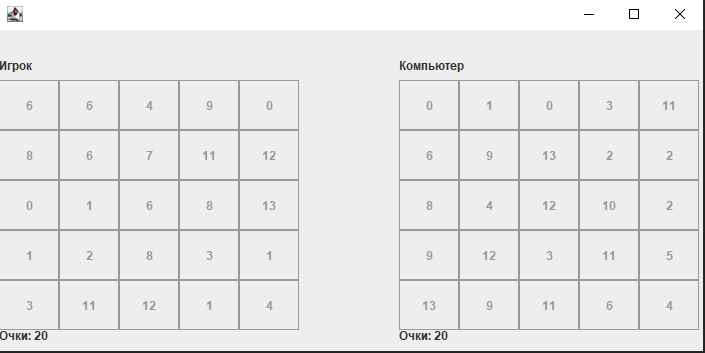 Игрок
6 6 4 9 0
8 6 7 11 12
0 1 6 8 13
1 2 8 3 1
3 11 12 1 4
Очки: 20
Компьютер
0 1 0 3 11
6 9 13 2 2
8 4 12 10 2
9 12 3 11 5
13 9 11 6 4
Очки: 20